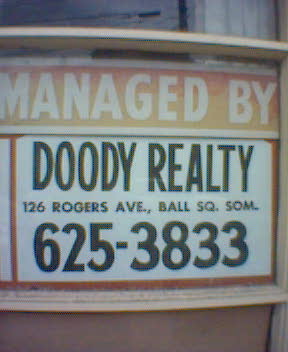 MANAGED BY
DOODY REALTY
126 ROGERS AVE., BALL SQ. SOM.
625-3833